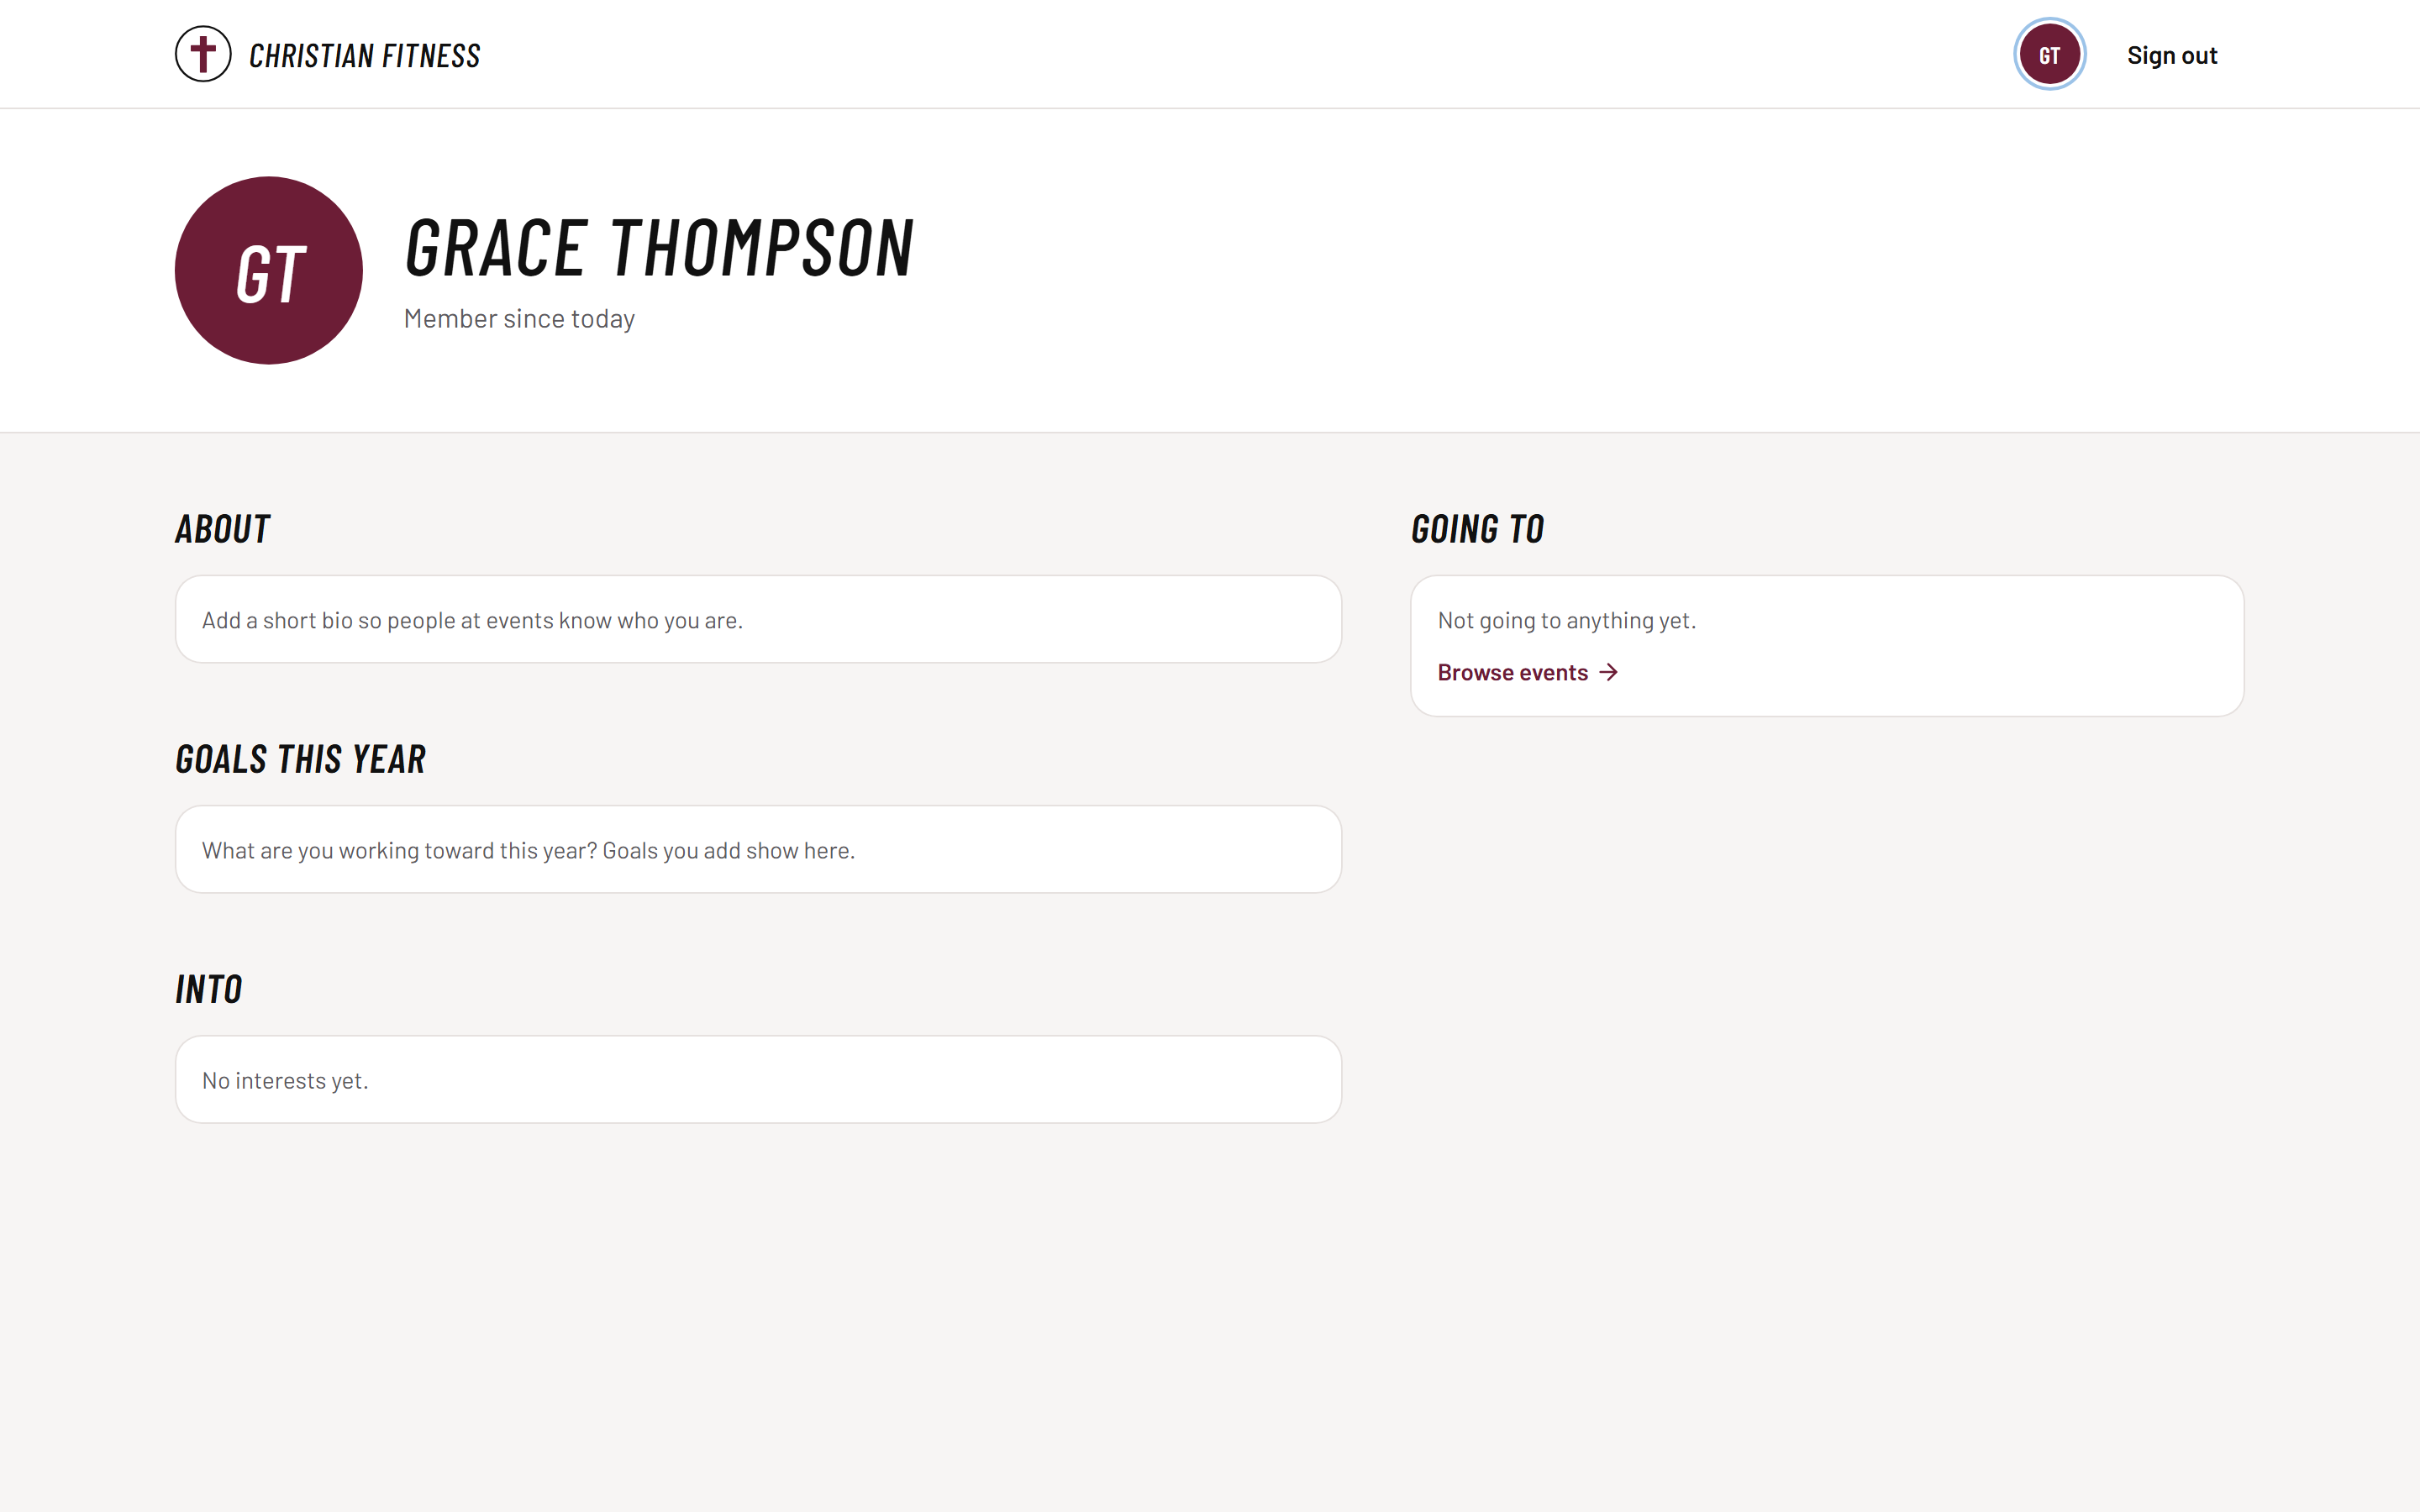 CHRISTIAN FITNESS
GT
Sign out
GT
GRACE THOMPSON
Member since today
ABOUT
Add a short bio so people at events know who you are.
GOALS THIS YEAR
What are you working toward this year? Goals you add show here.
INTO
No interests yet.
GOING TO
Not going to anything yet.
Browse events →